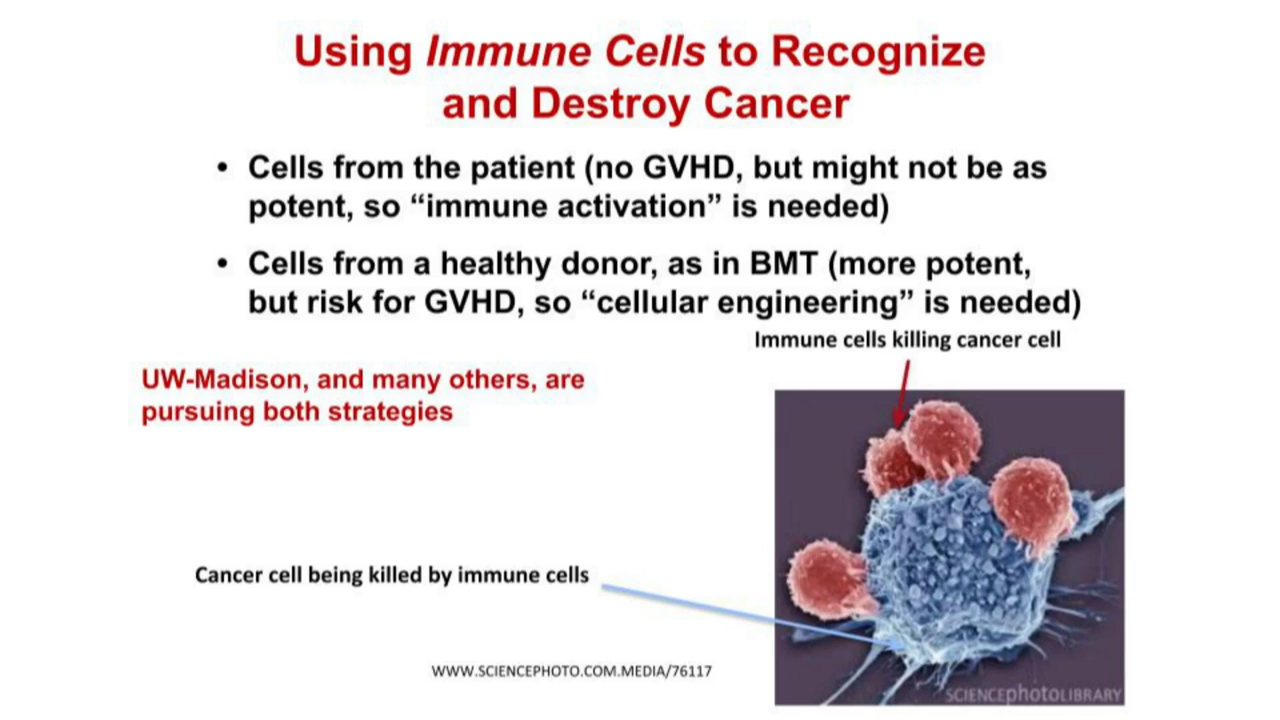 Using Immune Cells to Recognize
and Destroy Cancer
• Cells from the patient (no GVHD, but might not be as
potent, so “immune activation” is needed)
• Cells from a healthy donor, as in BMT (more potent,
but risk for GVHD, so “cellular engineering” is needed)
Immune cells killing cancer cell
UW-Madison, and many others, are
pursuing both strategies
Cancer cell being killed by immune cells
WWW.SCIENCEPHOTO.COM.MEDIA/76117
SCIENCEphotoLIBRARY